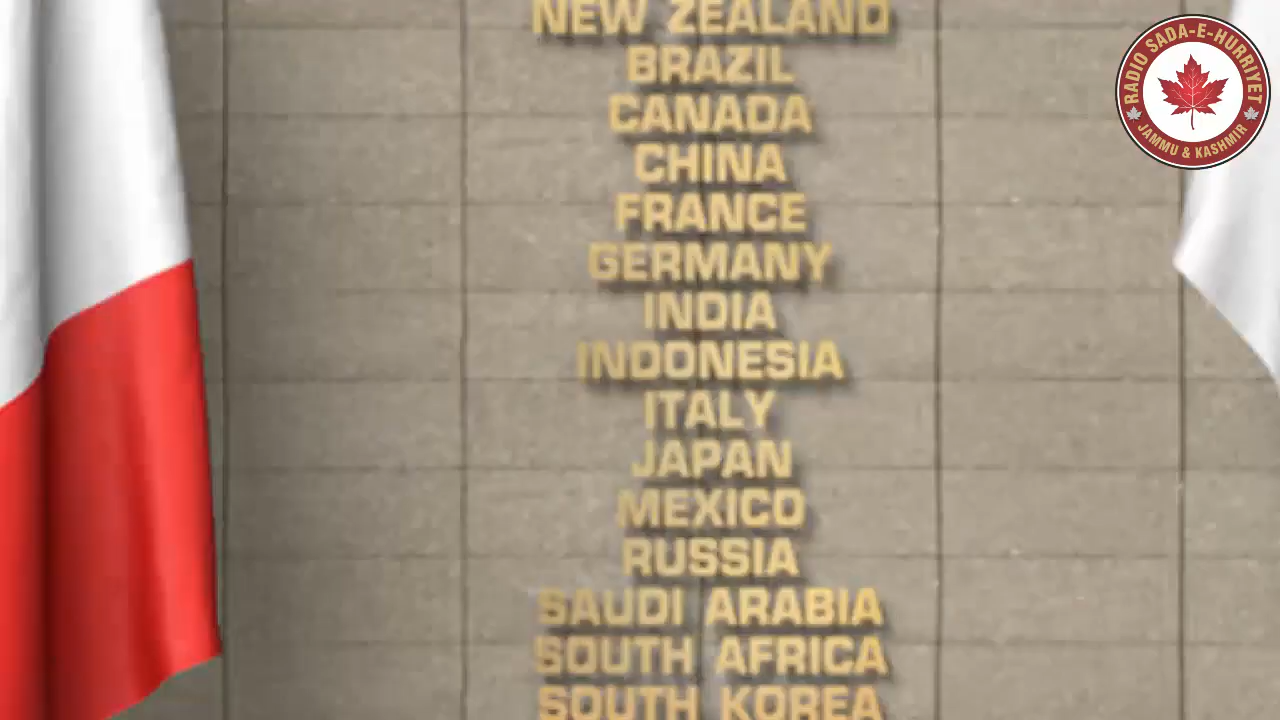 NEW ZEALAND
RADIO SADA-E-HURRIYET
JAMMU & KASHMIR
BRAZIL
CANADA
CHINA
FRANCE
GERMANY
INDIA
INDONESIA
ITALY
JAPAN
MEXICO
RUSSIA
SAUDI ARABIA
SOUTH AFRICA
SOUTH KOREA